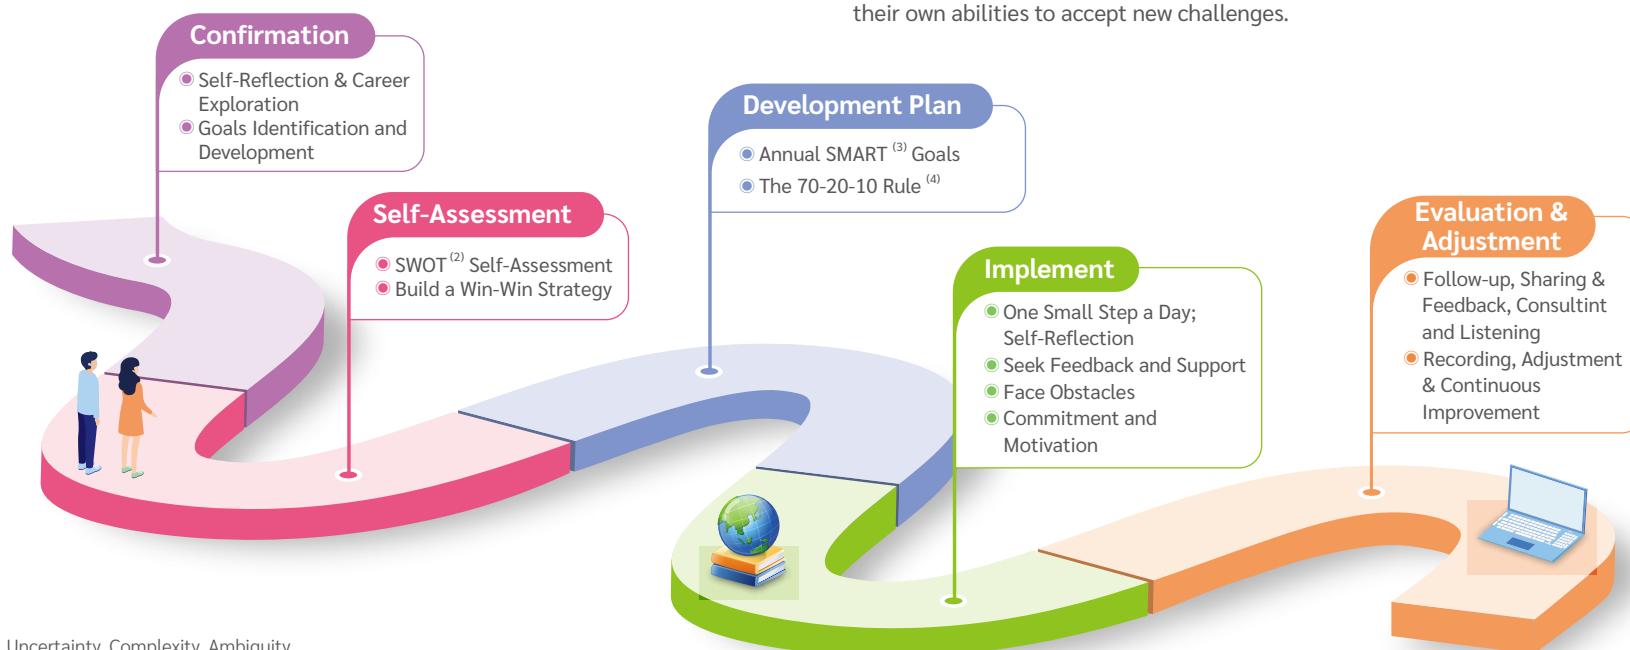 their own abilities to accept new challenges.
Confirmation
Self-Reflection & Career
Exploration
Goals Identification and
Development
Self-Assessment
SWOT (2) Self-Assessment
Build a Win-Win Strategy
Development Plan
Annual SMART (3) Goals
The 70-20-10 Rule (4)
Implement
One Small Step a Day;
Self-Reflection
Seek Feedback and Support
Face Obstacles
Commitment and
Motivation
Evaluation &
Adjustment
Follow-up, Sharing &
Feedback, Consultint
and Listening
Recording, Adjustment
& Continuous
Improvement
Uncertainty, Complexity, Ambiguity